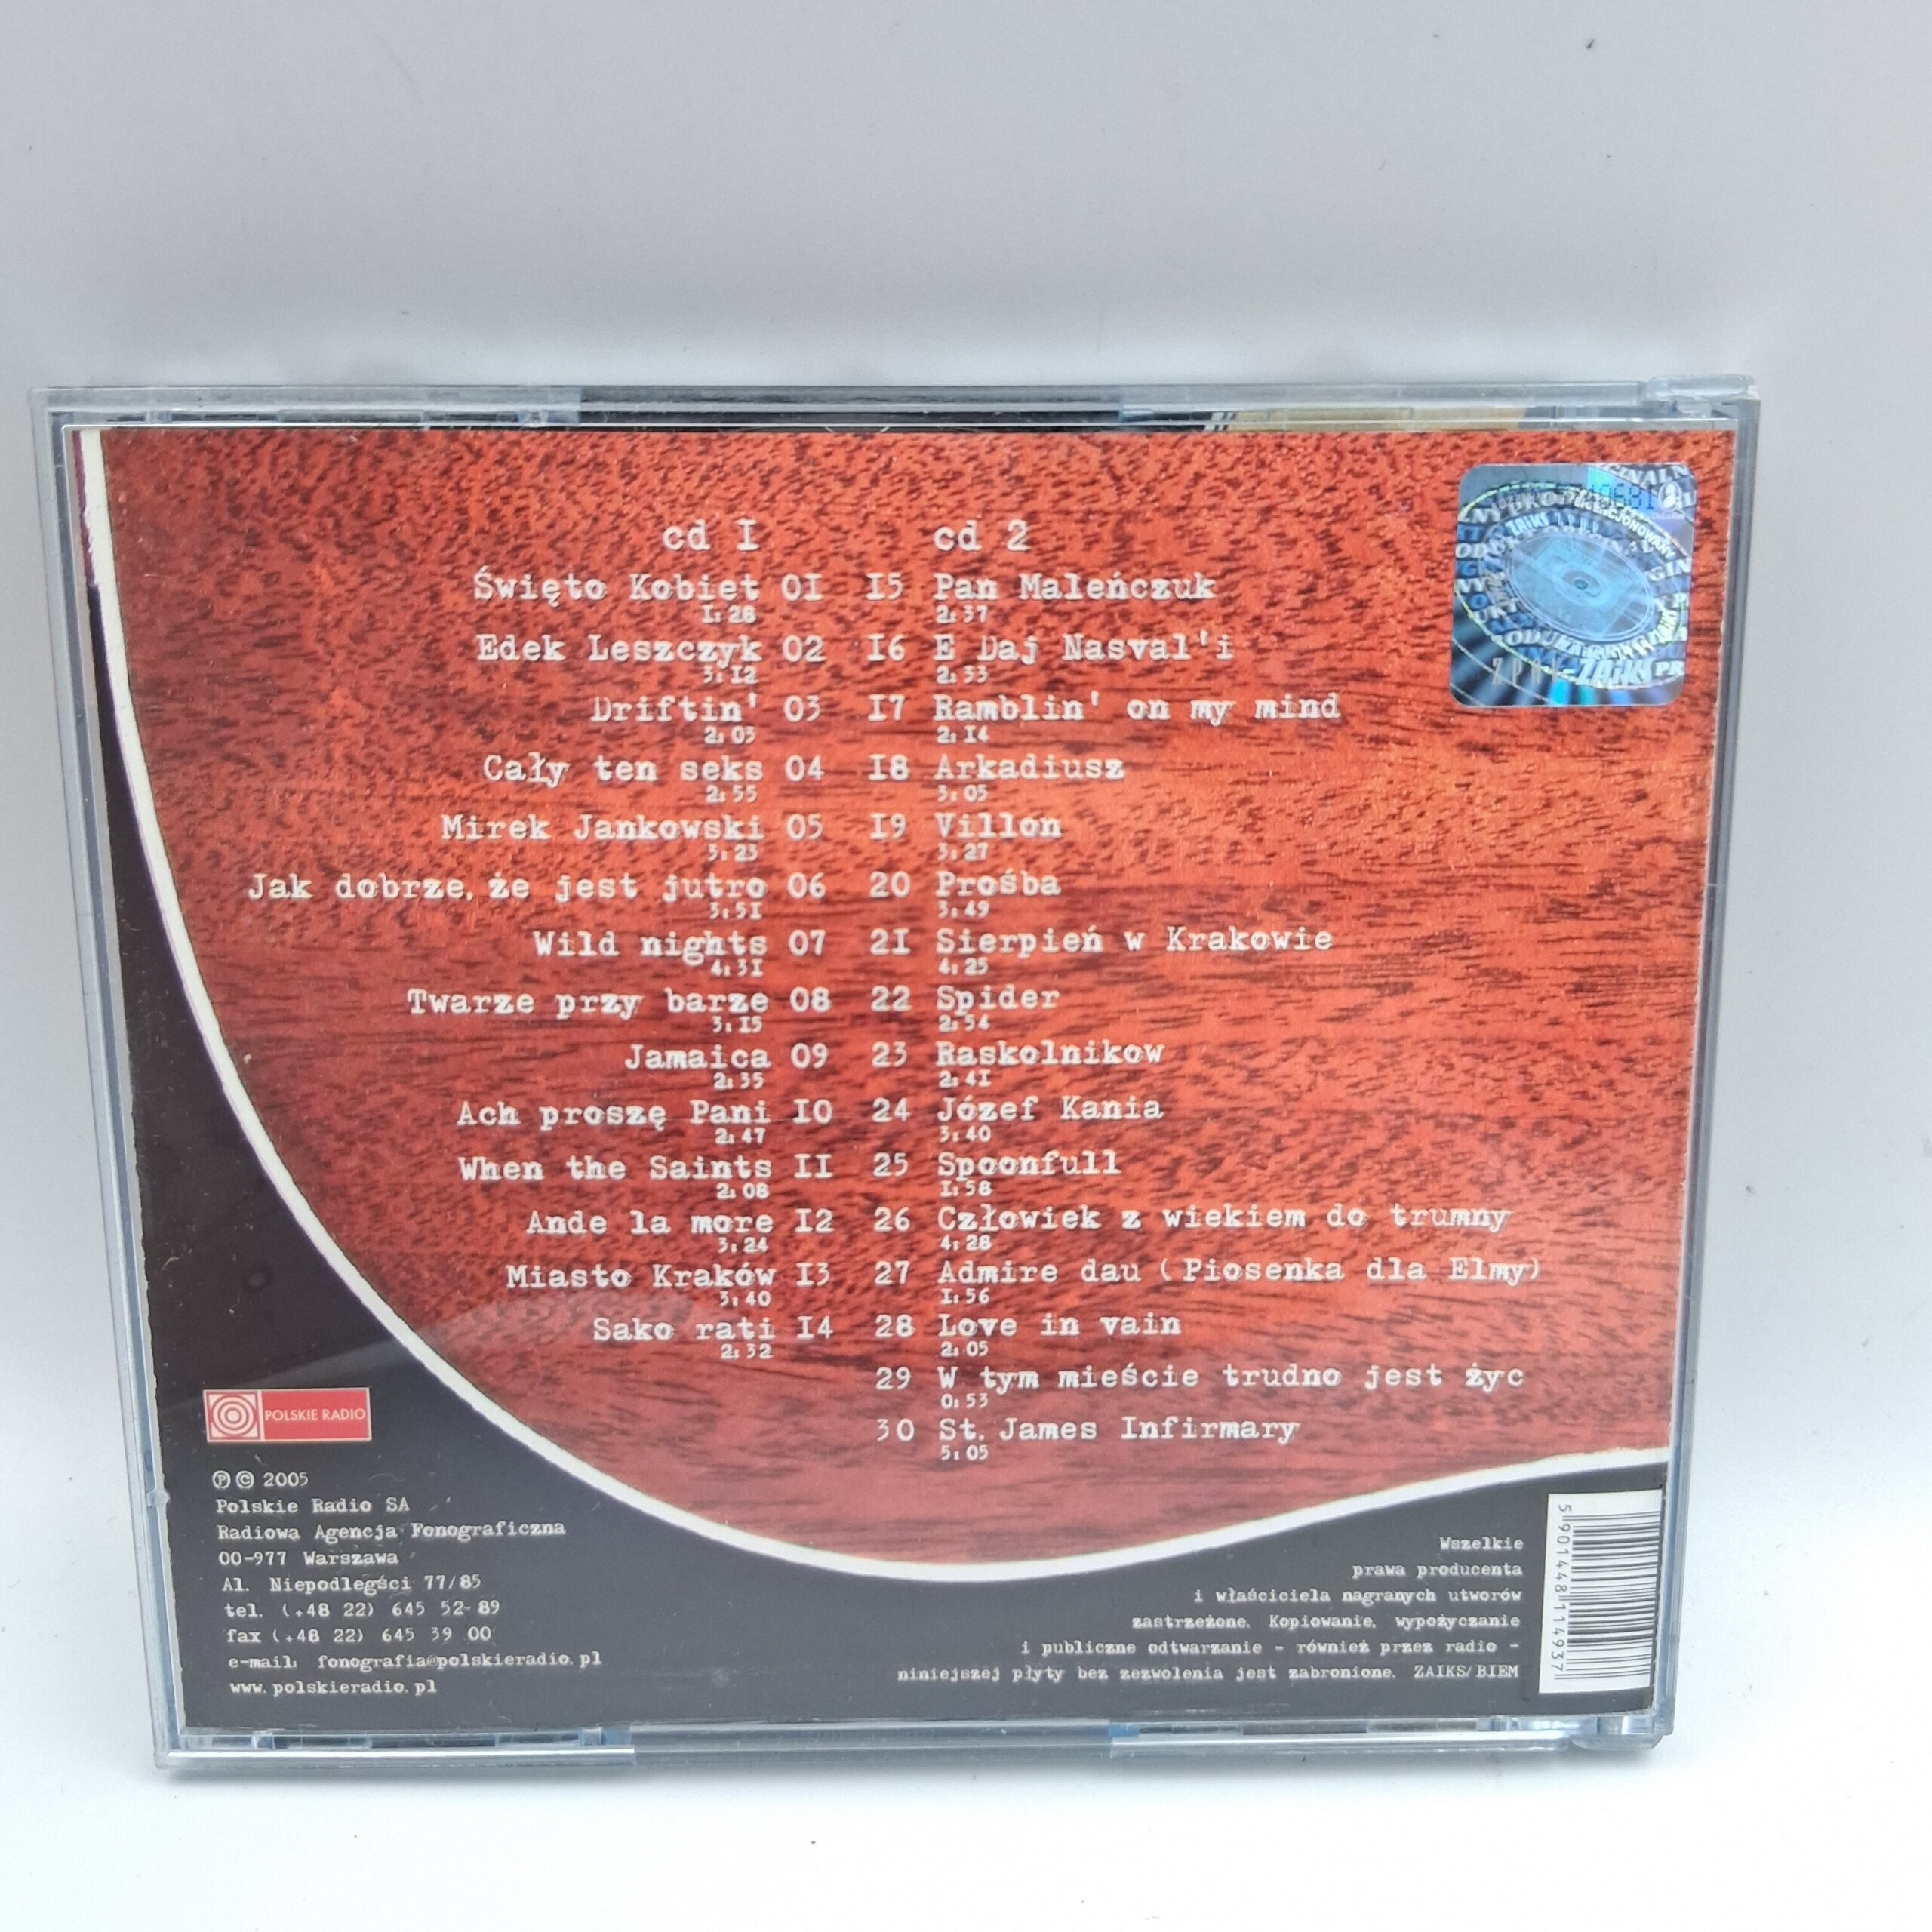 cd I
Święto Kobiet 01
1:28
Edek Leszczyk 02
3:12
Driftin' 03
2:03
Cały ten seks 04
2:55
Mirek Jankowski 05
3:23
Jak dobrze, że jest jutro 06
3:51
Wild nights 07
4:31
Twarze przy barze 08
3:15
Jamaica 09
2:35
Ach proszę Pani 10
2:47
When the Saints 11
2:08
Ande la more 12
3:24
Miasto Kraków 13
3:40
Sako rati 14
2:32
cd 2
15 Pan Maleńczuk
2:37
16 E Daj Nasval'i
2:33
17 Ramblin' on my mind
2:14
18 Arkadiusz
3:05
19 Villon
3:27
20 Prośba
3:49
21 Sierpień w Krakowie
4:25
22 Spider
2:54
23 Raskolnikow
2:41
24 Józef Kania
3:40
25 Spoonfull
1:58
26 Człowiek z wiekiem do trumny
4:28
27 Admire dau (Piosenka dla Elmy)
1:56
28 Love in vain
2:05
29 W tym mieście trudno jest życ
0:53
30 St. James Infirmary
5:05
POLSKIE RADIO
℗ © 2005
Polskie Radio SA
Radiowa Agencja Fonograficzna
00-977 Warszawa
Al. Niepodlegści 77/85
tel. (+48 22) 645 52-89
fax (+48 22) 645 39 00
e-mail: fonografia@polskieradio.pl
www.polskieradio.pl
Wszelkie
prawa producenta
i właściciela nagranych utworów
zastrzeżone. Kopiowanie, wypożyczanie
i publiczne odtwarzanie - również przez radio -
niniejszej płyty bez zezwolenia jest zabronione. ZAIKS/BIEM
5 901448 114937
ZAiKS